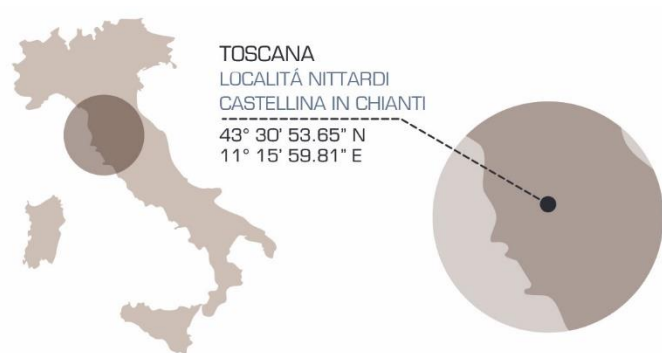 TOSCANA
LOCALITÁ NITTARDI
CASTELLINA IN CHIANTI
43° 30' 53.65" N
11° 15' 59.81" E